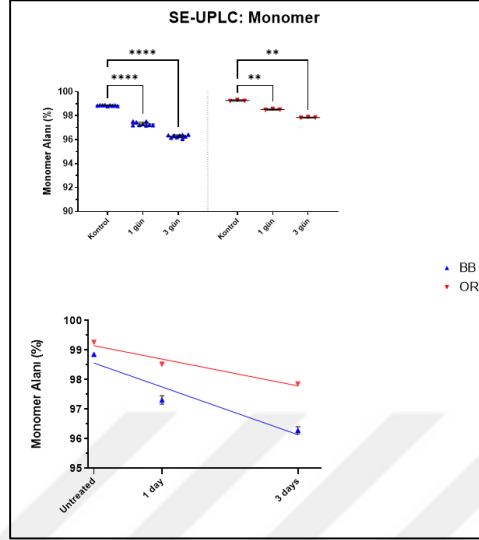 SE-UPLC: Monomer
**** **
**** **
Monomer Alanı (%)
100
98
96
94
92
90
Kontrol 1 gün 3 gün Kontrol 1 gün 3 gün
BB
OR
Monomer Alanı (%)
100
99
98
97
96
95
Untreated 1 day 3 days